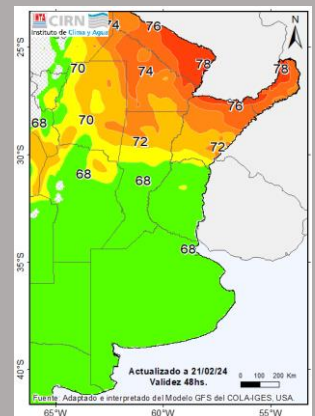 INTA CIRN
Instituto de Clima y Agua
N
74
76
25°S
70
74
78
78
76
68
70
72
72
30°S
68
68
68
35°S
40°S
Actualizado a 21/02/24
Validez 48hs.
0 100 200 Km
Fuente: Adaptado e interpretado del Modelo GFS del COLA-IGES, USA.
65°W
60°W
55°W